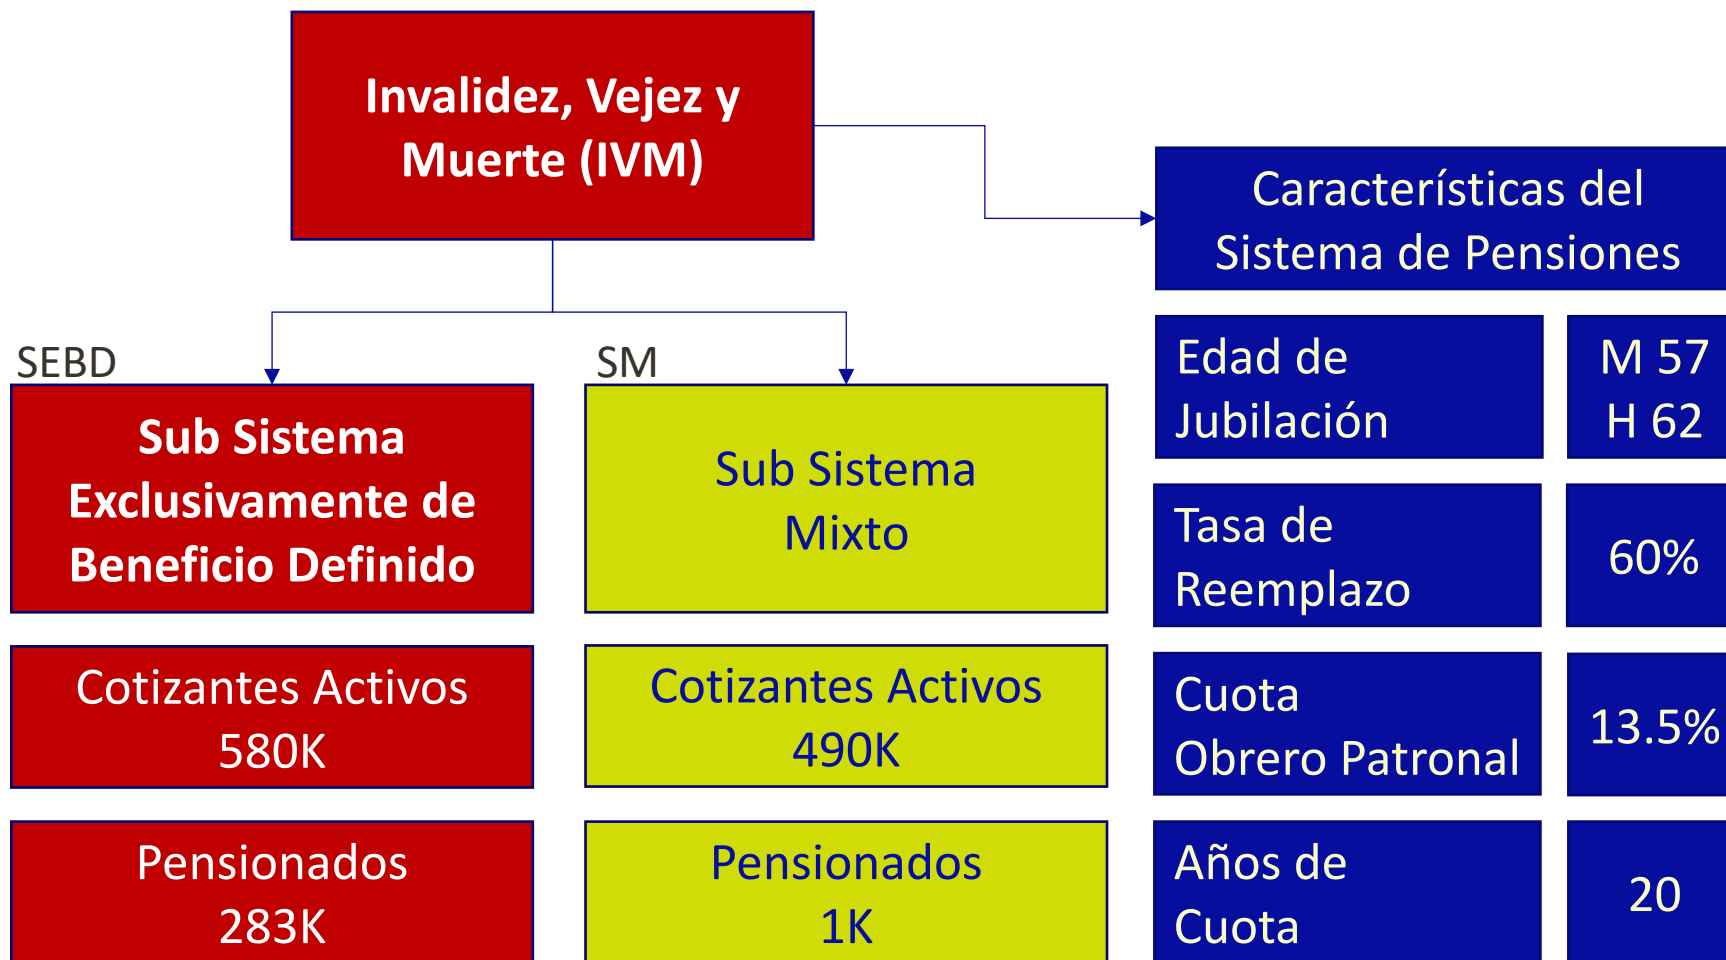 Invalidez, Vejez y
Muerte (IVM)
Características del
Sistema de Pensiones
SEBD
Sub Sistema
Exclusivamente de
Beneficio Definido
Cotizantes Activos
580K
Pensionados
283K
SM
Sub Sistema
Mixto
Cotizantes Activos
490K
Pensionados
1K
Edad de
Jubilación
M 57
H 62
Tasa de
Reemplazo
60%
Cuota
Obrero Patronal
13.5%
Años de
Cuota
20